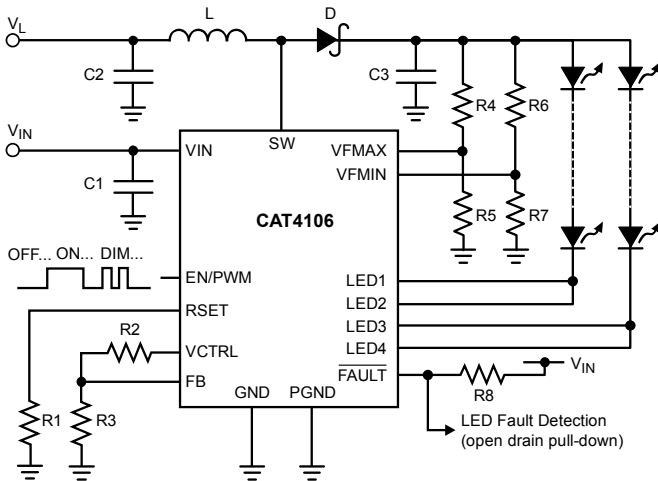 VL
L
D
C2
C3
R4
R6
VIN
VIN
SW
VFMAX
VFMIN
C1
R5
R7
CAT4106
OFF... ON... DIM...
EN/PWM
LED1
RSET
LED2
R2
LED3
VCTRL
LED4
FB
FAULT
VIN
R8
R1
R3
GND
PGND
LED Fault Detection
(open drain pull-down)